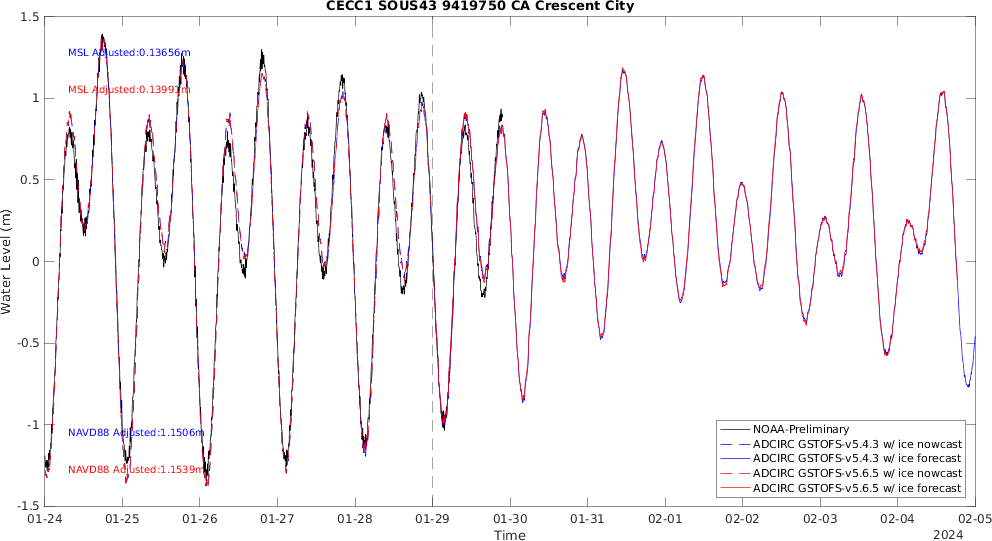 CECC1 SOUS43 9419750 CA Crescent City
1.5
1
0.5
0
-0.5
-1
-1.5
Water Level (m)
MSL Adjusted:0.13656m
MSL Adjusted:0.13993m
NAVD88 Adjusted:1.1506m
NAVD88 Adjusted:1.1539m
NOAA-Preliminary
ADCIRC GSTOFS-v5.4.3 w/ ice nowcast
ADCIRC GSTOFS-v5.4.3 w/ ice forecast
ADCIRC GSTOFS-v5.6.5 w/ ice nowcast
ADCIRC GSTOFS-v5.6.5 w/ ice forecast
01-24 01-25 01-26 01-27 01-28 01-29 01-30 01-31 02-01 02-02 02-03 02-04 02-05
Time
2024